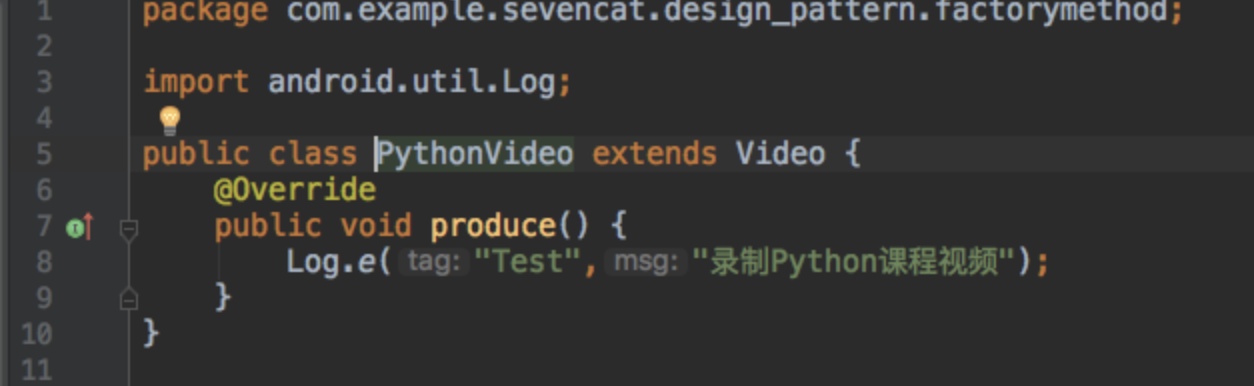 1 package com.example.sevencat.design_pattern.factorymethod;
2
3 import android.util.Log;
4
5 public class PythonVideo extends Video {
6 @Override
7 public void produce() {
8 Log.e( tag: "Test", msg: "录制Python课程视频");
9 }
10 }
11